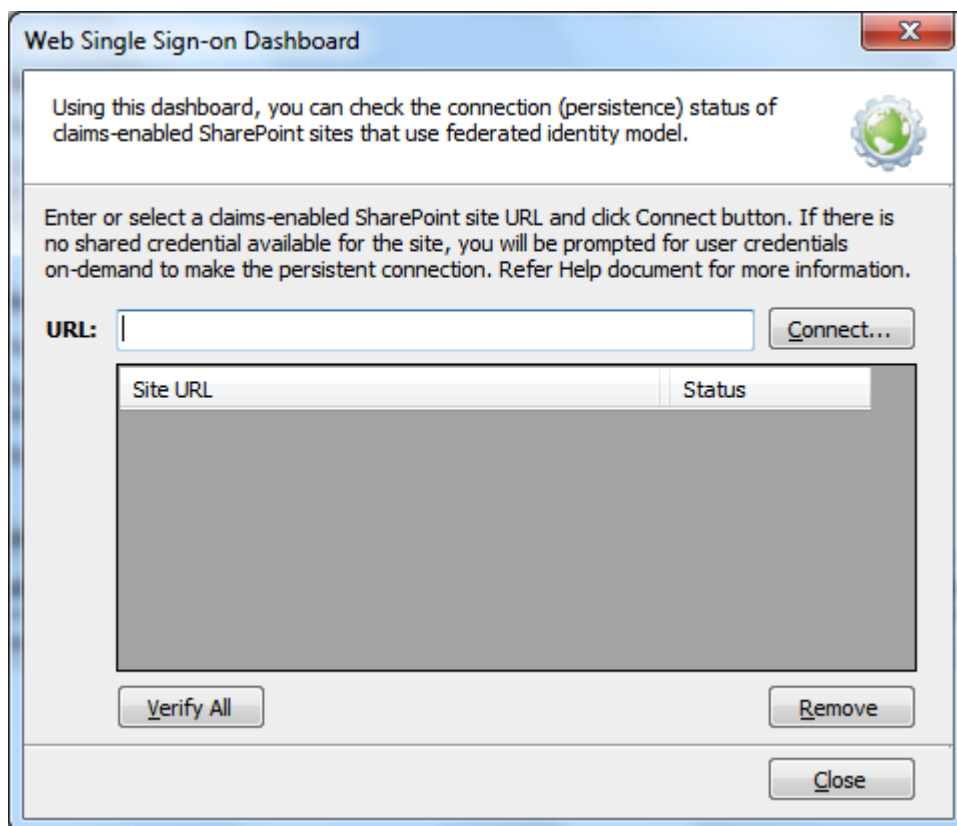 Web Single Sign-on Dashboard
Using this dashboard, you can check the connection (persistence) status of
claims-enabled SharePoint sites that use federated identity model.
Enter or select a claims-enabled SharePoint site URL and click Connect button. If there is
no shared credential available for the site, you will be prompted for user credentials
on-demand to make the persistent connection. Refer Help document for more information.
URL:
Connect...
Site URL Status
Verify All Remove
Close